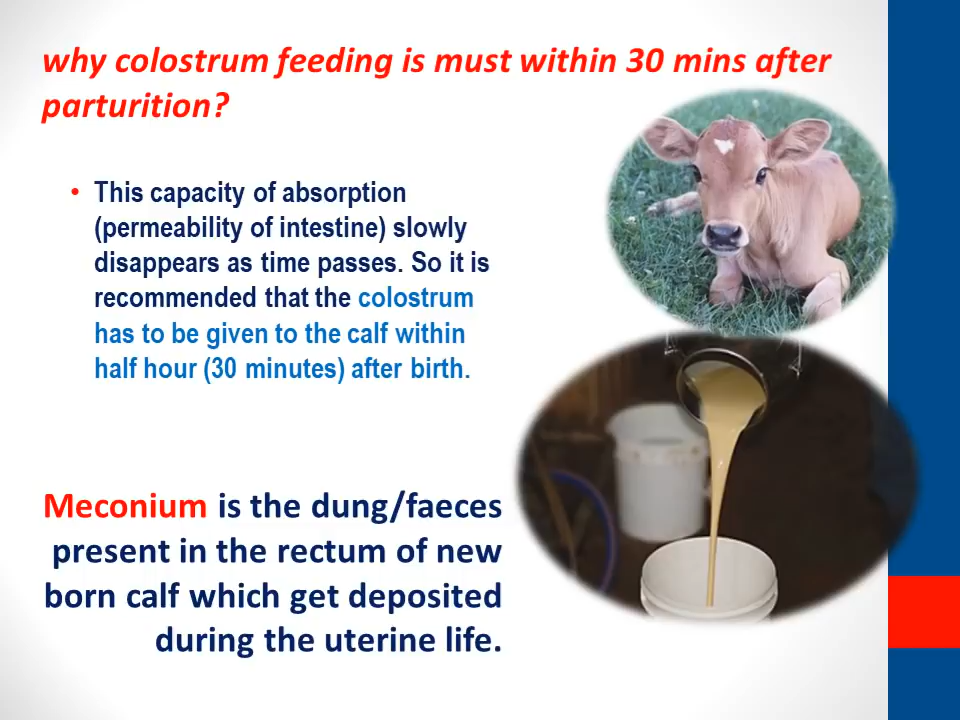 why colostrum feeding is must within 30 mins after
parturition?
• This capacity of absorption
(permeability of intestine) slowly
disappears as time passes. So it is
recommended that the colostrum
has to be given to the calf within
half hour (30 minutes) after birth.
Meconium is the dung/faeces
present in the rectum of new
born calf which get deposited
during the uterine life.